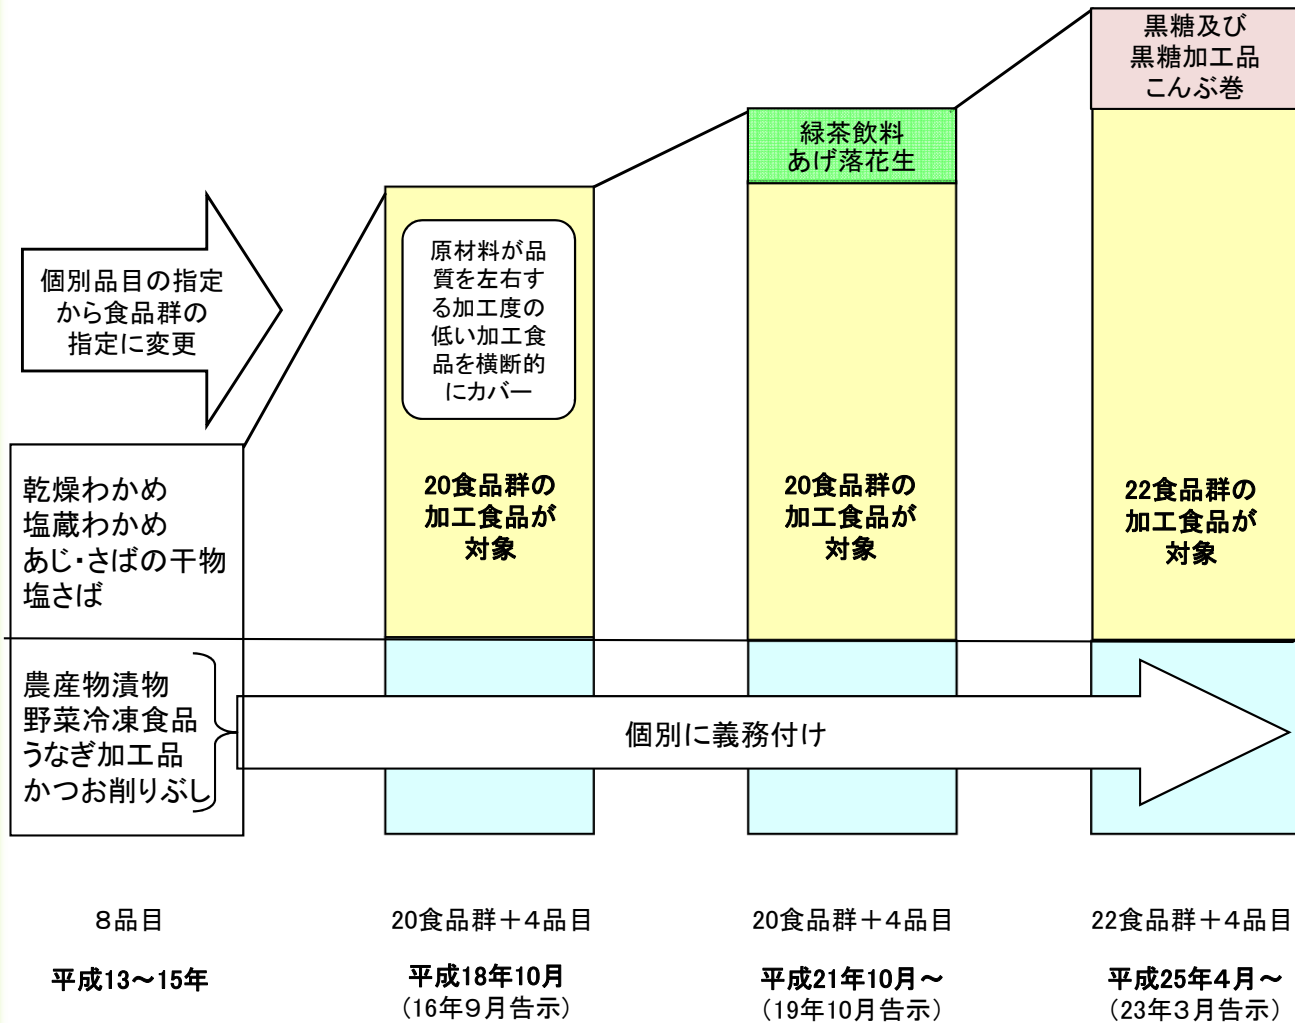 黒糖及び
黒糖加工品
こんぶ巻
緑茶飲料
あげ落花生
個別品目の指定
から食品群の
指定に変更
原材料が品
質を左右す
る加工度の
低い加工食
品を横断的
にカバー
乾燥わかめ
塩蔵わかめ
あじ・さばの干物
塩さば
20食品群の
加工食品が
対象
20食品群の
加工食品が
対象
22食品群の
加工食品が
対象
農産物漬物
野菜冷凍食品
うなぎ加工品
かつお削りぶし
個別に義務付け
８品目
20食品群＋４品目
20食品群＋４品目
22食品群＋４品目
平成13～15年
平成18年10月
（16年９月告示）
平成21年10月～
（19年10月告示）
平成25年４月～
（23年３月告示）